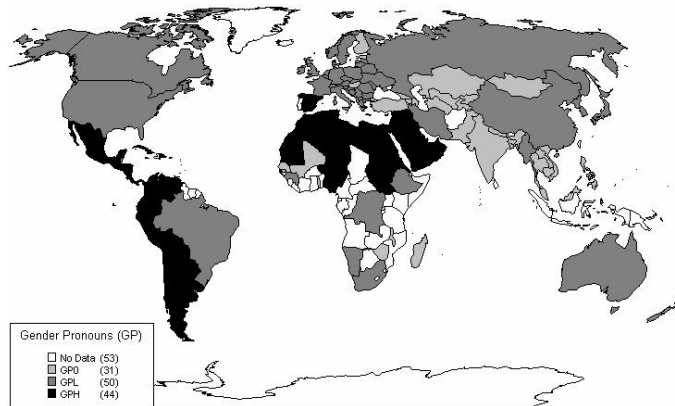 Gender Pronouns (GP)
No Data (53)
GP0 (31)
GPL (50)
GPH (44)